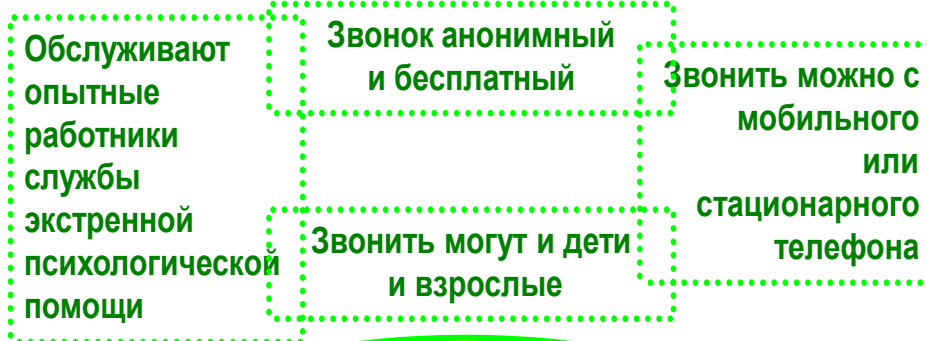 Обслуживают
опытные
работники
службы
экстренной
психологической
помощи
Звонок анонимный
и бесплатный
Звонить могут и дети
и взрослые
Звонить можно с
мобильного
или
стационарного
телефона